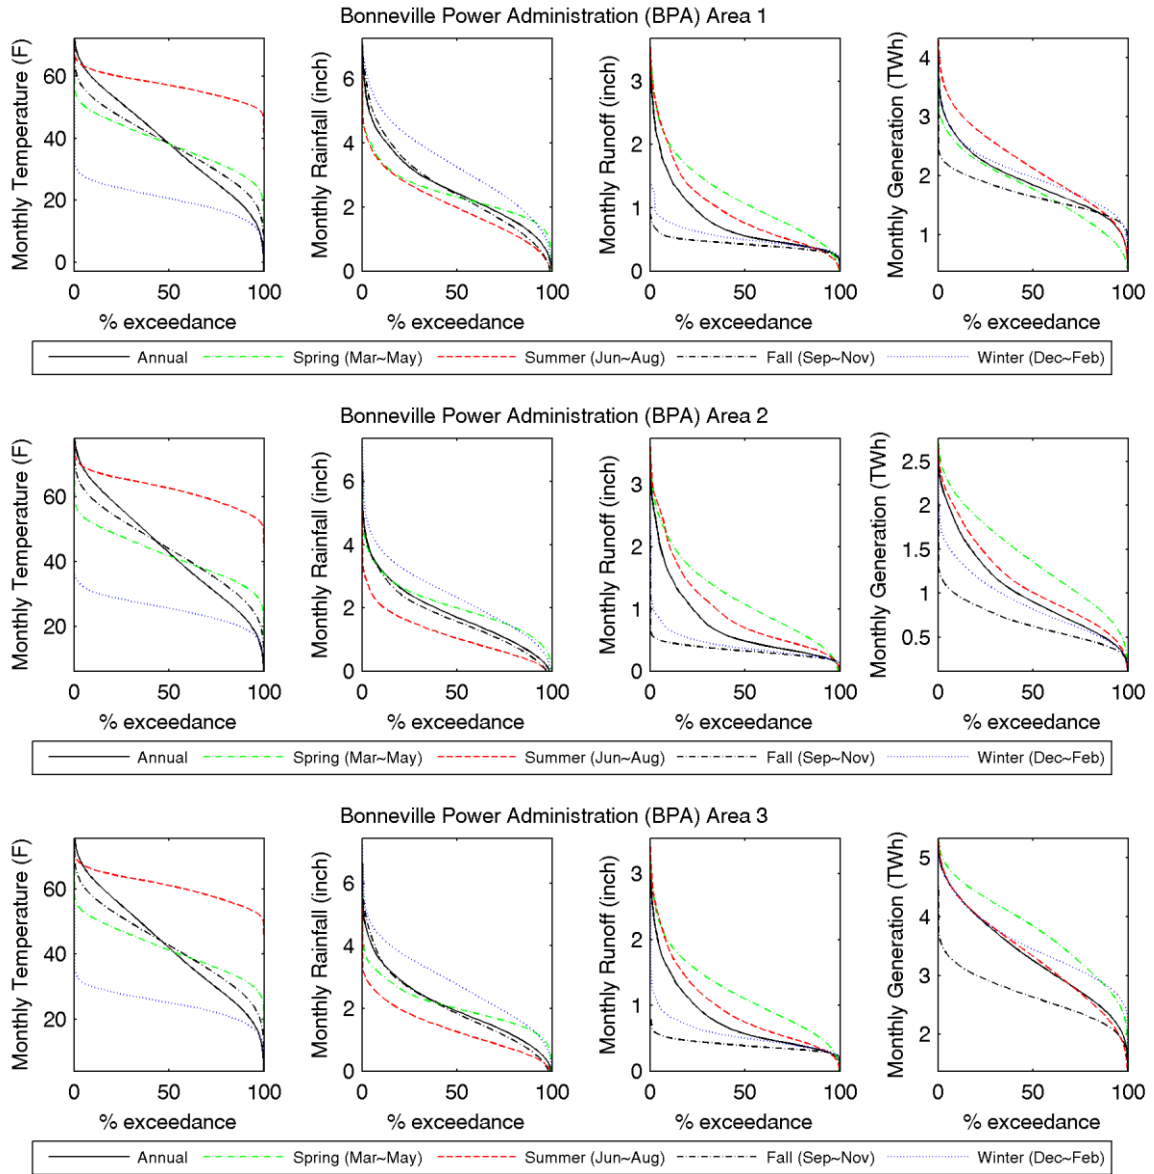 Bonneville Power Administration (BPA) Area 1
Monthly Temperature (F)
60
40
20
0
0 50 100
% exceedance
Monthly Rainfall (inch)
6
4
2
0
0 50 100
% exceedance
Monthly Runoff (inch)
3
2
1
0
0 50 100
% exceedance
Monthly Generation (TWh)
4
3
2
1
0 50 100
% exceedance
Annual Spring (Mar~May) Summer (Jun~Aug) Fall (Sep~Nov) Winter (Dec~Feb)
Bonneville Power Administration (BPA) Area 2
Monthly Temperature (F)
60
40
20
0 50 100
% exceedance
Monthly Rainfall (inch)
6
4
2
0
0 50 100
% exceedance
Monthly Runoff (inch)
3
2
1
0
0 50 100
% exceedance
Monthly Generation (TWh)
2.5
2
1.5
1
0.5
0 50 100
% exceedance
Annual Spring (Mar~May) Summer (Jun~Aug) Fall (Sep~Nov) Winter (Dec~Feb)
Bonneville Power Administration (BPA) Area 3
Monthly Temperature (F)
60
40
20
0 50 100
% exceedance
Monthly Rainfall (inch)
6
4
2
0
0 50 100
% exceedance
Monthly Runoff (inch)
3
2
1
0
0 50 100
% exceedance
Monthly Generation (TWh)
5
4
3
2
0 50 100
% exceedance
Annual Spring (Mar~May) Summer (Jun~Aug) Fall (Sep~Nov) Winter (Dec~Feb)